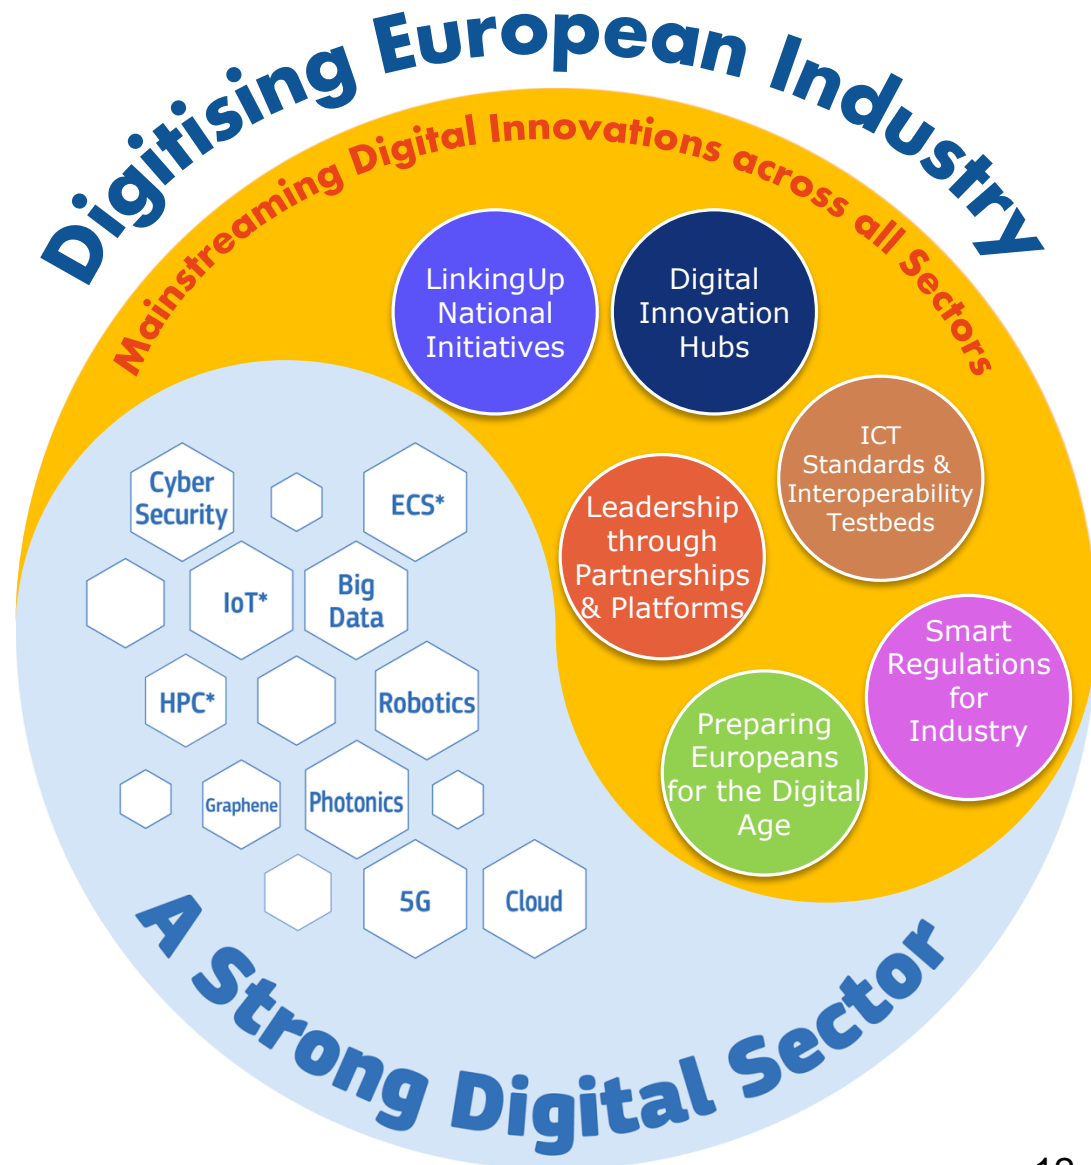 Digitising European Industry
Mainstreaming Digital Innovations across all Sectors
LinkingUp
National
Initiatives
Digital
Innovation
Hubs
ICT
Standards &
Interoperability
Testbeds
Leadership
through
Partnerships
& Platforms
Smart
Regulations
for
Industry
Preparing
Europeans
for the Digital
Age
Cyber
Security
ECS*
IoT*
Big
Data
HPC*
Robotics
Graphene
Photonics
5G
Cloud
A Strong Digital Sector